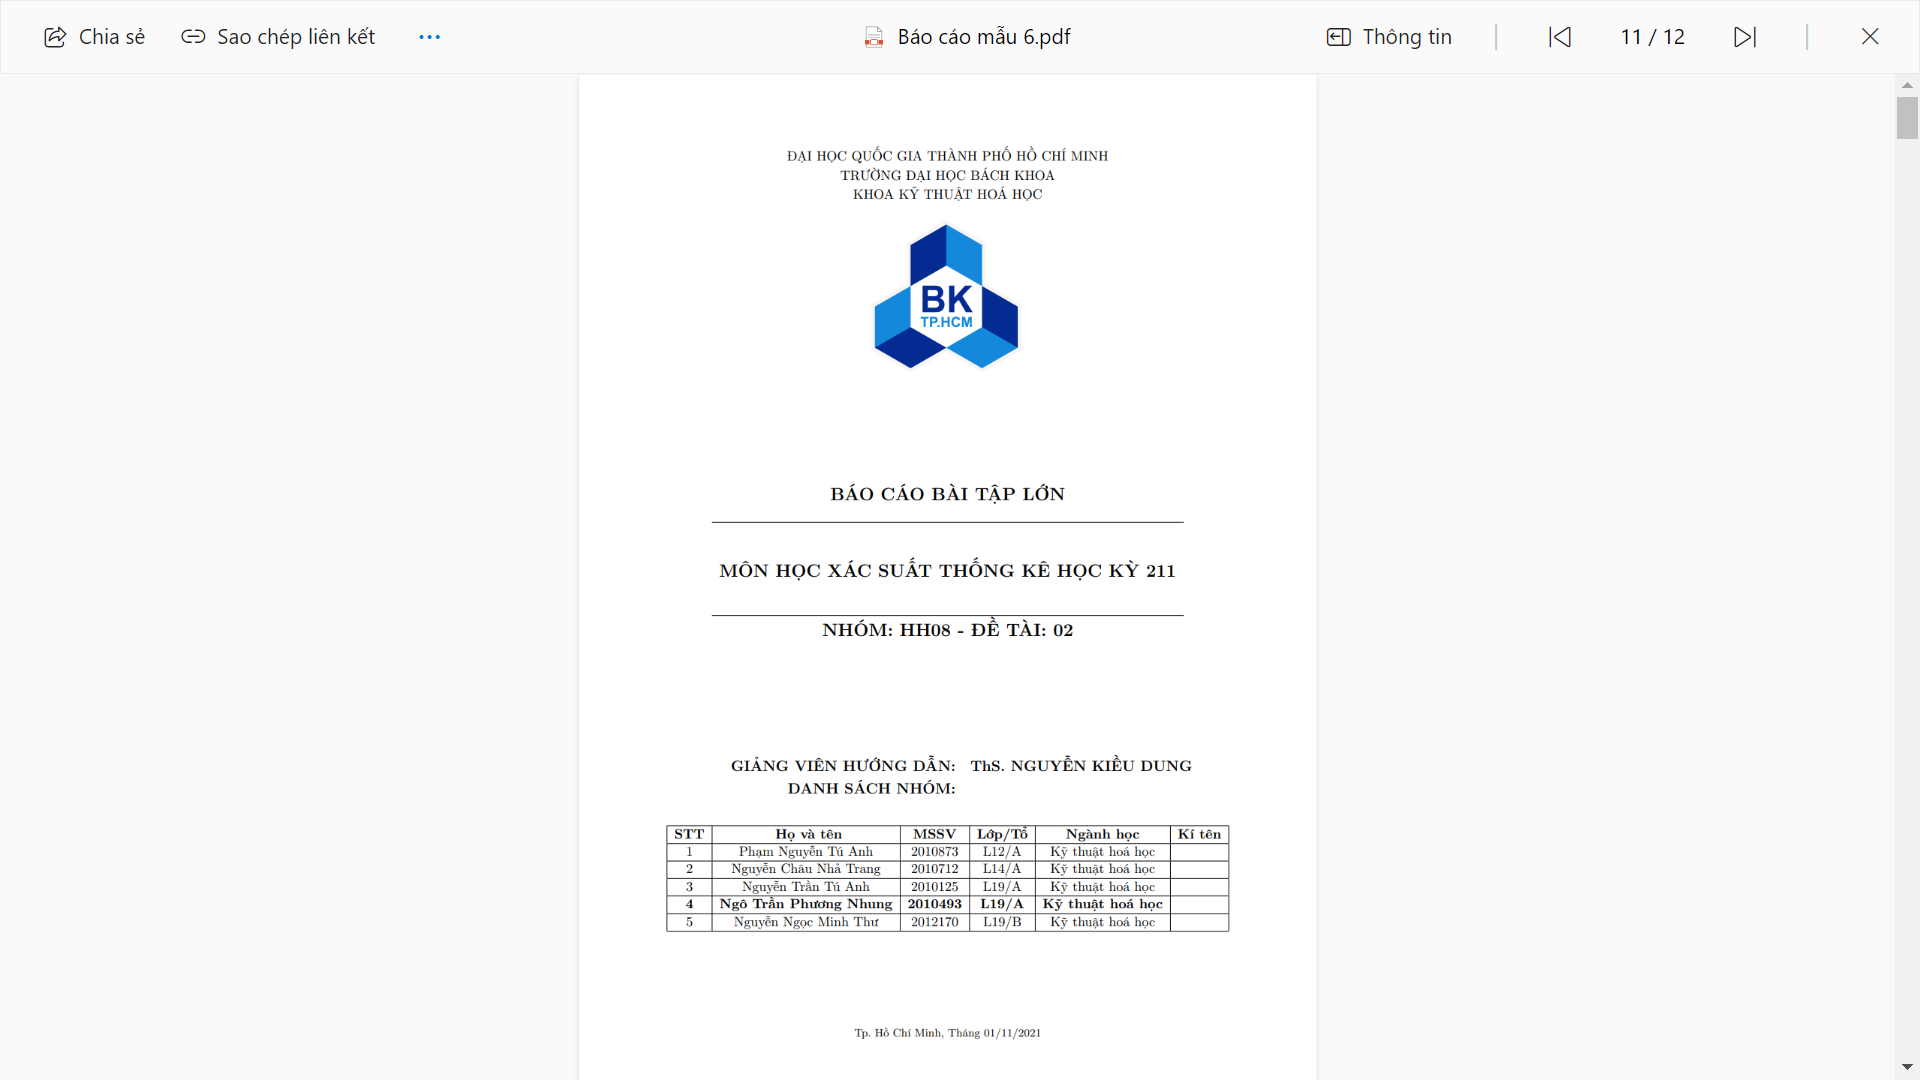 Chia sẻ Sao chép liên kết ··· Báo cáo mẫu 6.pdf Thông tin 11 / 12
ĐẠI HỌC QUỐC GIA THÀNH PHỐ HỒ CHÍ MINH
TRƯỜNG ĐẠI HỌC BÁCH KHOA
KHOA KỸ THUẬT HOÁ HỌC
BK
TP.HCM
BÁO CÁO BÀI TẬP LỚN
MÔN HỌC XÁC SUẤT THỐNG KÊ HỌC KỲ 211
NHÓM: HH08 - ĐỀ TÀI: 02
GIẢNG VIÊN HƯỚNG DẪN: ThS. NGUYỄN KIỀU DUNG
DANH SÁCH NHÓM:
STT Họ và tên MSSV Lớp/Tổ Ngành học Kí tên
1 Phạm Nguyễn Tú Anh 2010873 L12/A Kỹ thuật hoá học
2 Nguyễn Châu Nhả Trang 2010712 L14/A Kỹ thuật hoá học
3 Nguyễn Trần Tú Anh 2010125 L19/A Kỹ thuật hoá học
4 Ngô Trần Phương Nhung 2010493 L19/A Kỹ thuật hoá học
5 Nguyễn Ngọc Minh Thư 2012170 L19/B Kỹ thuật hoá học
Tp. Hồ Chí Minh, Tháng 01/11/2021